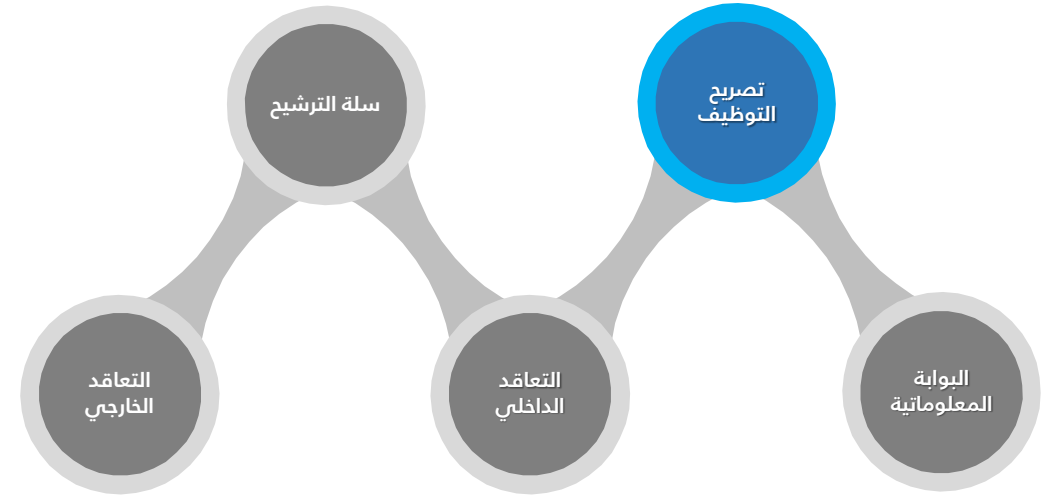 البوابة
المعلوماتية
تصريح
التوظيف
التعاقد
الداخلي
سلة الترشيح
التعاقد
الخارجي